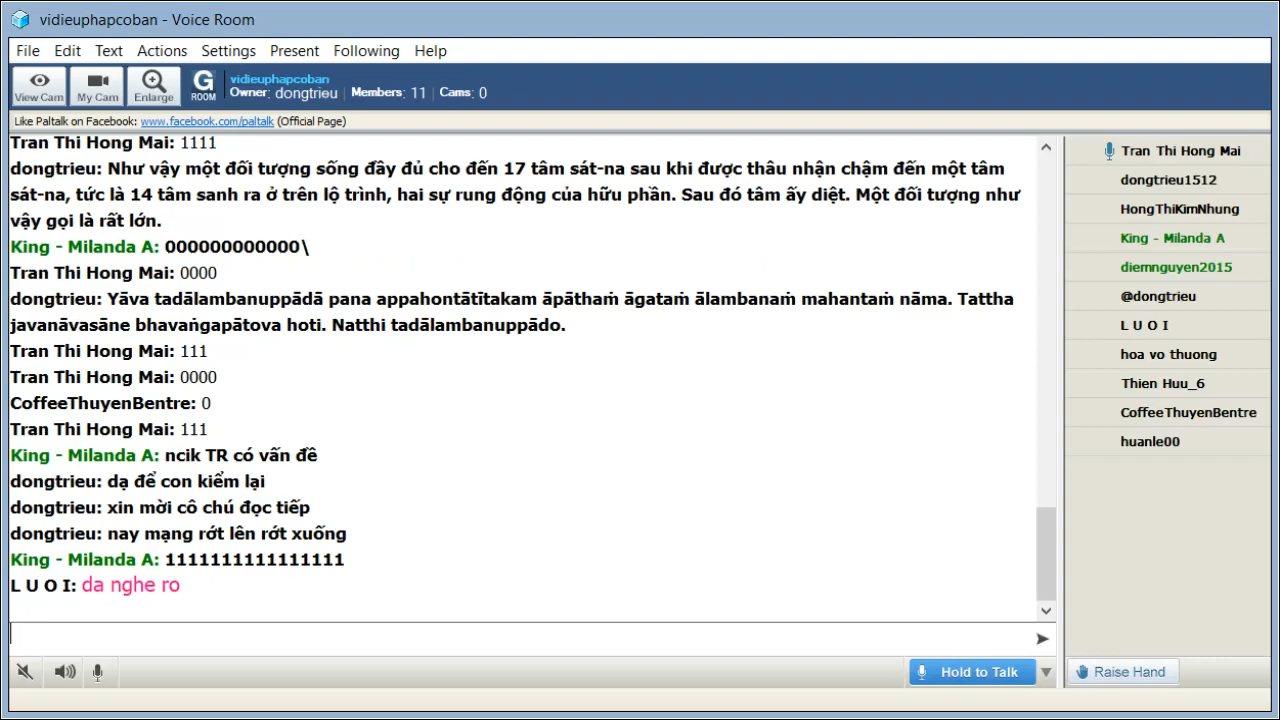 vidieuphapcoban - Voice Room
File Edit Text Actions Settings Present Following Help
View Cam My Cam Enlarge G ROOM vidieuphapcoban
Owner: dongtrieu | Members: 11 | Cams: 0
Like Paltalk on Facebook: www.facebook.com/paltalk (Official Page)
Tran Thi Hong Mai: 1111
dongtrieu: Như vậy một đối tượng sống đầy đủ cho đến 17 tâm sát-na sau khi được thâu nhận chậm đến một tâm
sát-na, tức là 14 tâm sanh ra ở trên lộ trình, hai sự rung động của hữu phần. Sau đó tâm ấy diệt. Một đối tượng như
vậy gọi là rất lớn.
King - Milanda A: 000000000000\
Tran Thi Hong Mai: 0000
dongtrieu: Yāva tadālambanuppādā pana appahontātītakam āpāthaṁ āgataṁ ālambanaṁ mahantaṁ nāma. Tattha
javanāvasāne bhavaṅgapātova hoti. Natthi tadālambanuppādo.
Tran Thi Hong Mai: 111
Tran Thi Hong Mai: 0000
CoffeeThuyenBentre: 0
Tran Thi Hong Mai: 111
King - Milanda A: ncik TR có vấn đề
dongtrieu: dạ để con kiểm lại
dongtrieu: xin mời cô chú đọc tiếp
dongtrieu: nay mạng rớt lên rớt xuống
King - Milanda A: 1111111111111111
L U O I: da nghe ro
Hold to Talk
Tran Thi Hong Mai
dongtrieu1512
HongThiKimNhung
King - Milanda A
diemnguyen2015
@dongtrieu
L U O I
hoa vo thuong
Thien Huu_6
CoffeeThuyenBentre
huanle00
Raise Hand